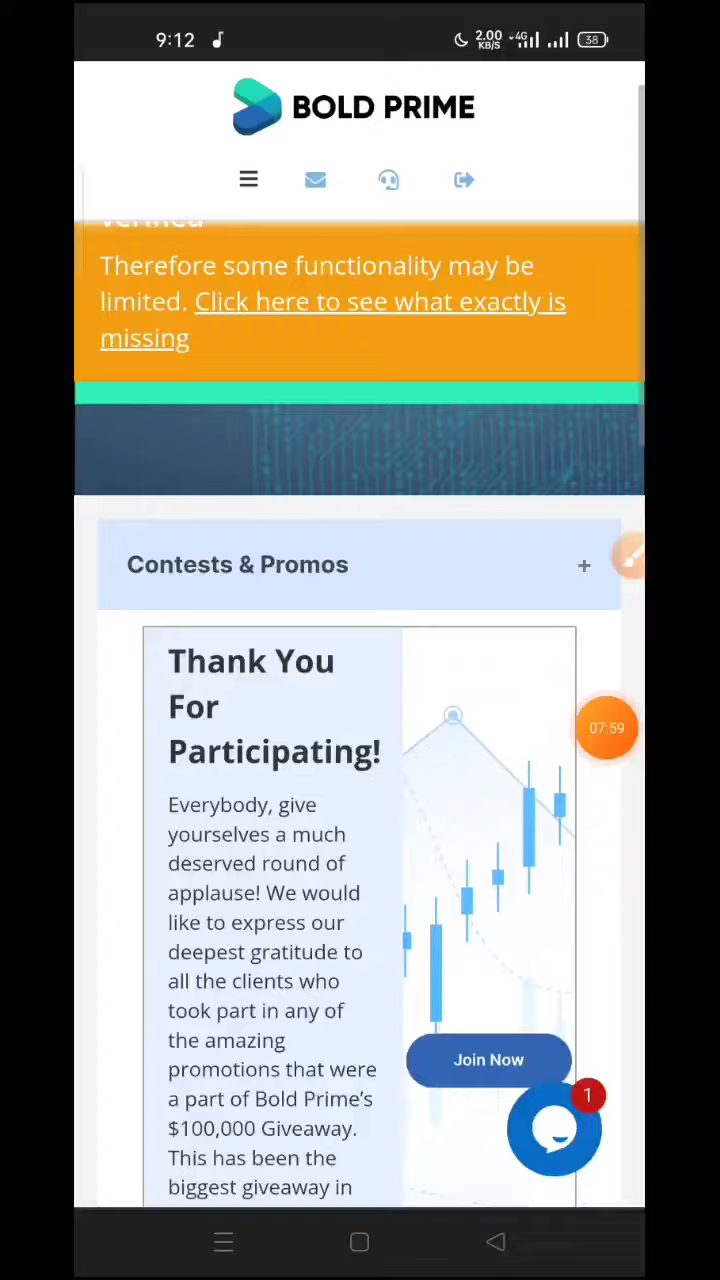 9:12
2.00
KB/S
4G
38
BOLD PRIME
verified
Therefore some functionality may be
limited. Click here to see what exactly is
missing
Contests & Promos
+
Thank You
For
Participating!
07:59
Everybody, give
yourselves a much
deserved round of
applause! We would
like to express our
deepest gratitude to
all the clients who
took part in any of
the amazing
promotions that were
a part of Bold Prime’s
$100,000 Giveaway.
This has been the
biggest giveaway in
Join Now
1